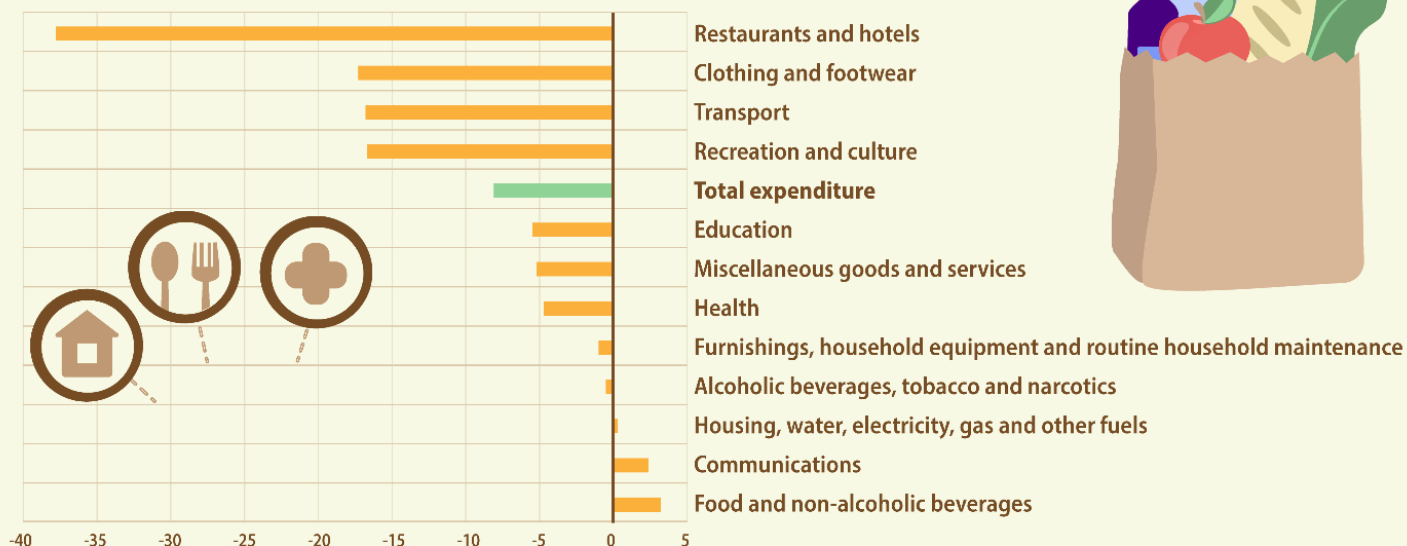 Restaurants and hotels
Clothing and footwear
Transport
Recreation and culture
Total expenditure
Education
Miscellaneous goods and services
Health
Furnishings, household equipment and routine household maintenance
Alcoholic beverages, tobacco and narcotics
Housing, water, electricity, gas and other fuels
Communications
Food and non-alcoholic beverages
-40 -35 -30 -25 -20 -15 -10 -5 0 5